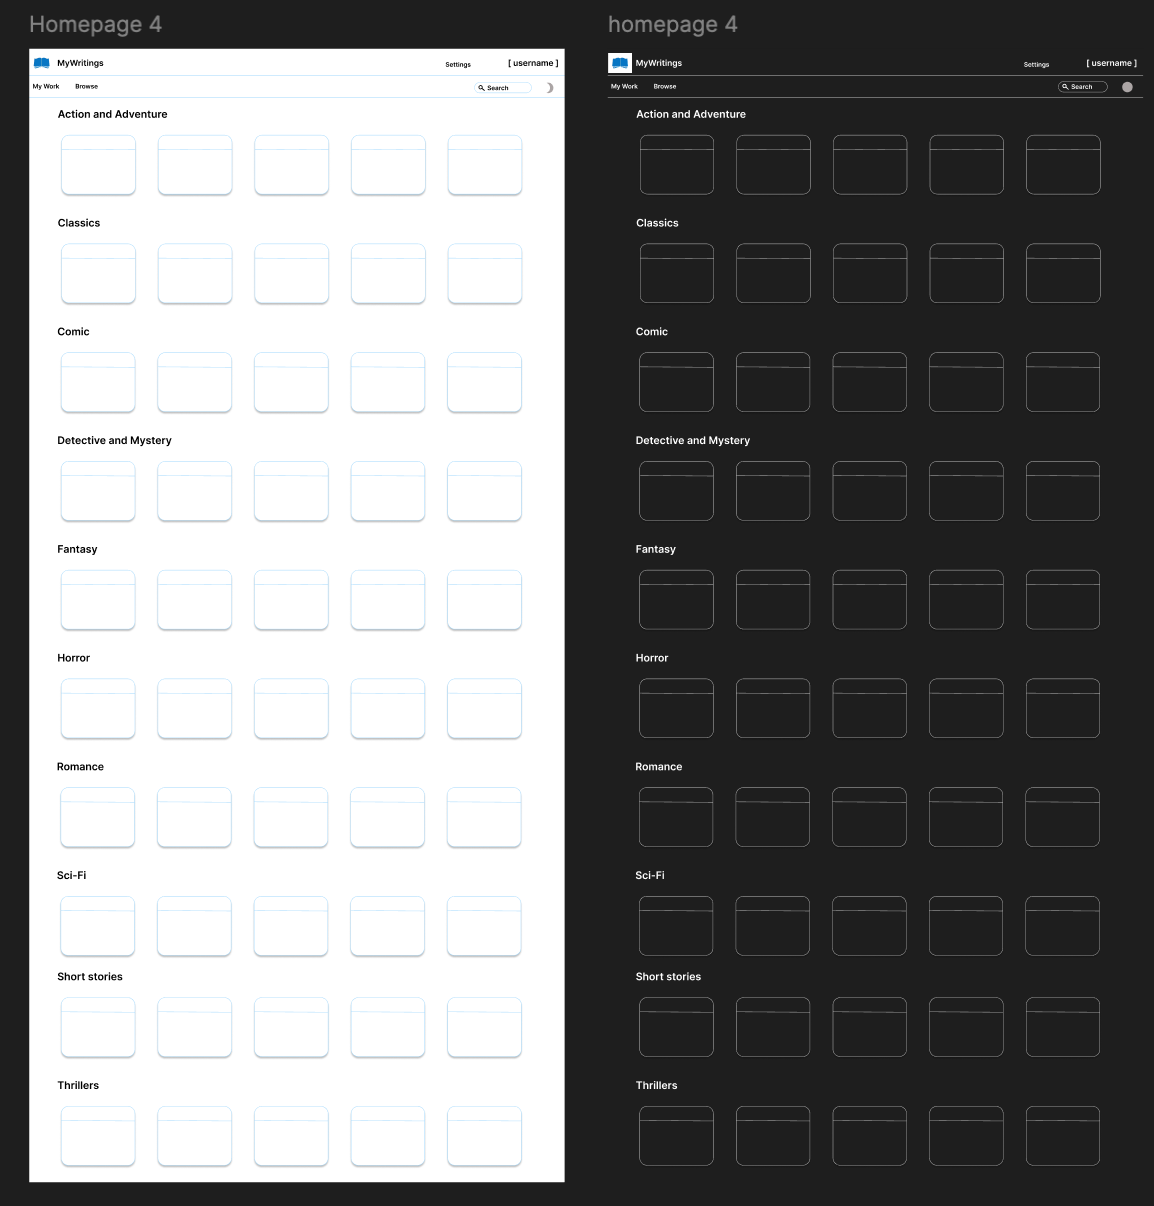 Homepage 4
MyWritings
Settings
[ username ]
My Work
Browse
Search
Action and Adventure
Classics
Comic
Detective and Mystery
Fantasy
Horror
Romance
Sci-Fi
Short stories
Thrillers
homepage 4
MyWritings
Settings
[ username ]
My Work
Browse
Search
Action and Adventure
Classics
Comic
Detective and Mystery
Fantasy
Horror
Romance
Sci-Fi
Short stories
Thrillers